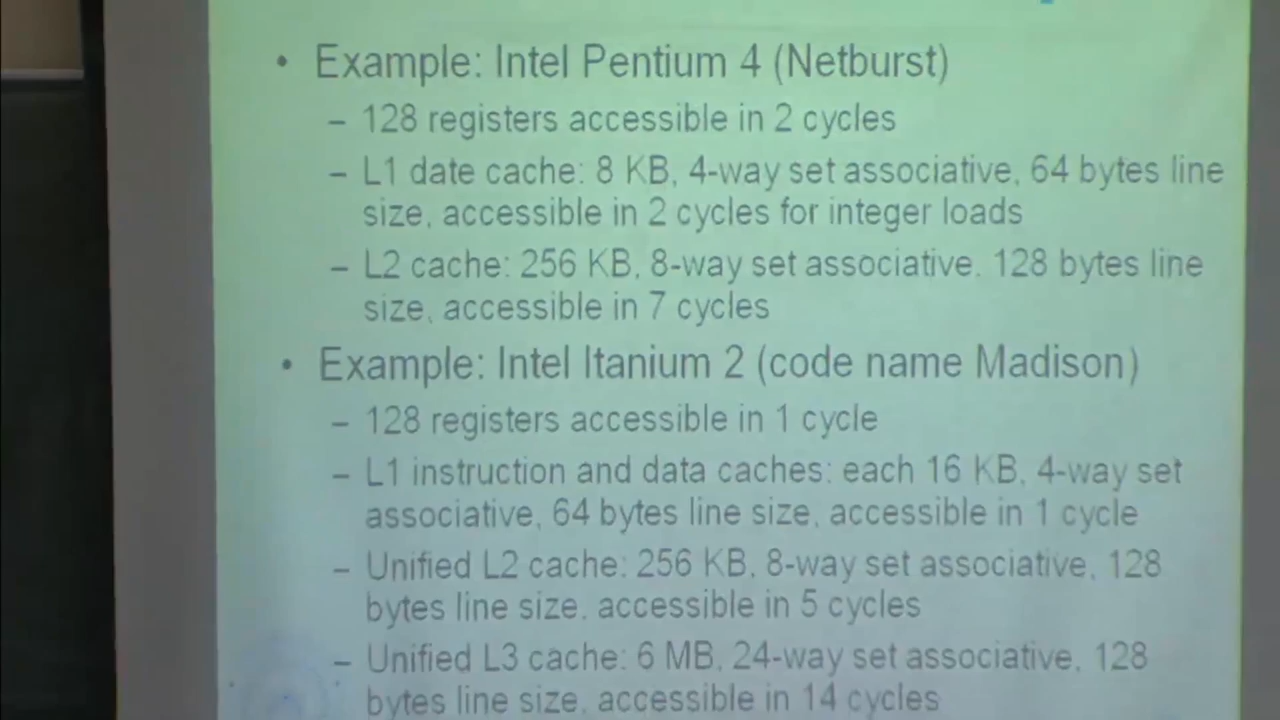 • Example: Intel Pentium 4 (Netburst)
– 128 registers accessible in 2 cycles
– L1 date cache: 8 KB, 4-way set associative, 64 bytes line
size, accessible in 2 cycles for integer loads
– L2 cache: 256 KB, 8-way set associative, 128 bytes line
size, accessible in 7 cycles
• Example: Intel Itanium 2 (code name Madison)
– 128 registers accessible in 1 cycle
– L1 instruction and data caches: each 16 KB, 4-way set
associative, 64 bytes line size, accessible in 1 cycle
– Unified L2 cache: 256 KB, 8-way set associative, 128
bytes line size, accessible in 5 cycles
– Unified L3 cache: 6 MB, 24-way set associative, 128
bytes line size, accessible in 14 cycles